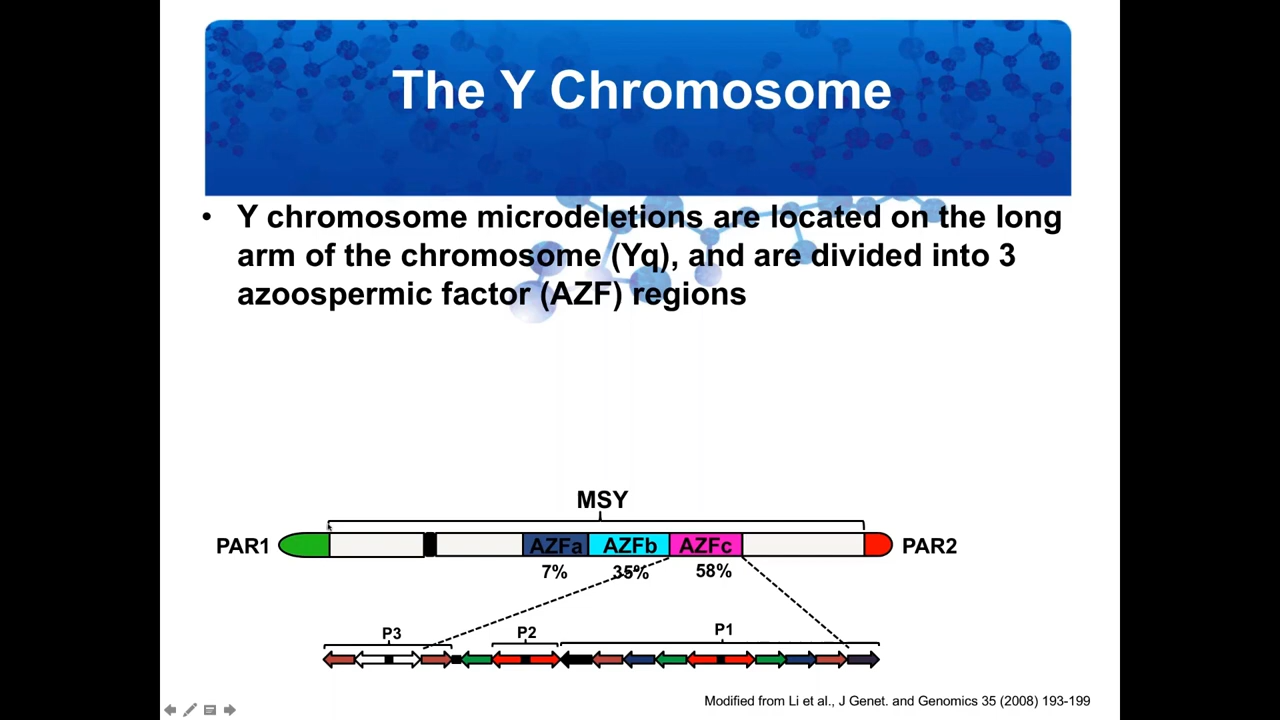 The Y Chromosome
• Y chromosome microdeletions are located on the long
arm of the chromosome (Yq), and are divided into 3
azoospermic factor (AZF) regions
MSY
PAR1 AZFa AZFb AZFc PAR2
7% 35% 58%
P3 P2 P1
Modified from Li et al., J Genet. and Genomics 35 (2008) 193-199